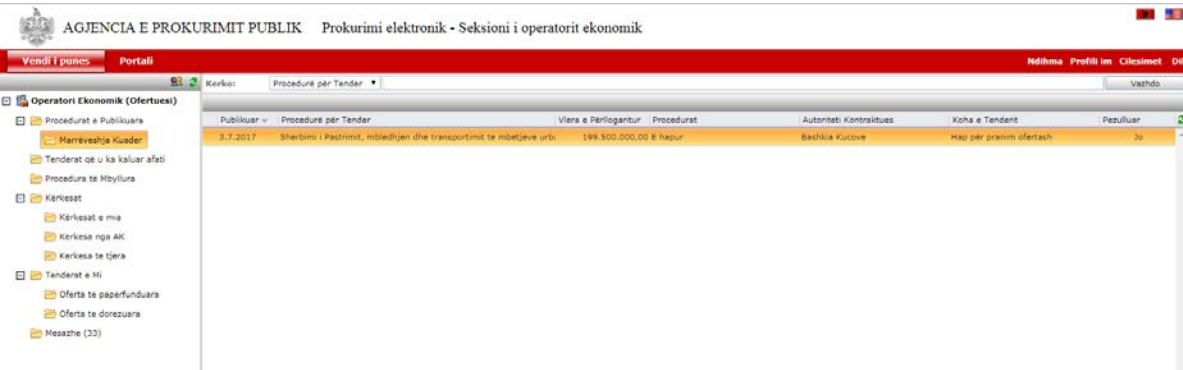 AGJENCIA E PROKURIMIT PUBLIK Prokurimi elektronik - Seksioni i operatorit ekonomik
Vendi i punes Portali Ndihma Profili im Cilesimet
Kerko: Procedurë për Tender Vazhdo
Operatori Ekonomik (Ofertuesi)
Procedurat e Publikuara
Marrëveshja Kuader
Tenderat që u ka kaluar afati
Procedura të Mbyllura
Kërkesat
Kërkesat e mia
Kerkesa nga AK
Kerkesa te tjera
Tenderat e Mi
Oferta te paperfunduara
Oferta te dorezuara
Mesazhe (33)
Publikuar Procedurë për Tender Vlera e Përllogaritur Procedurat Autoriteti Kontraktues Koha e Tenderit Pezulluar
3.7.2017 Sherbimi i Pastrimit, mbledhjen dhe transportimit te mbetjeve urb 199.500.000,00 E hapur Bashkia Kucove Hap për pranim ofertash Jo